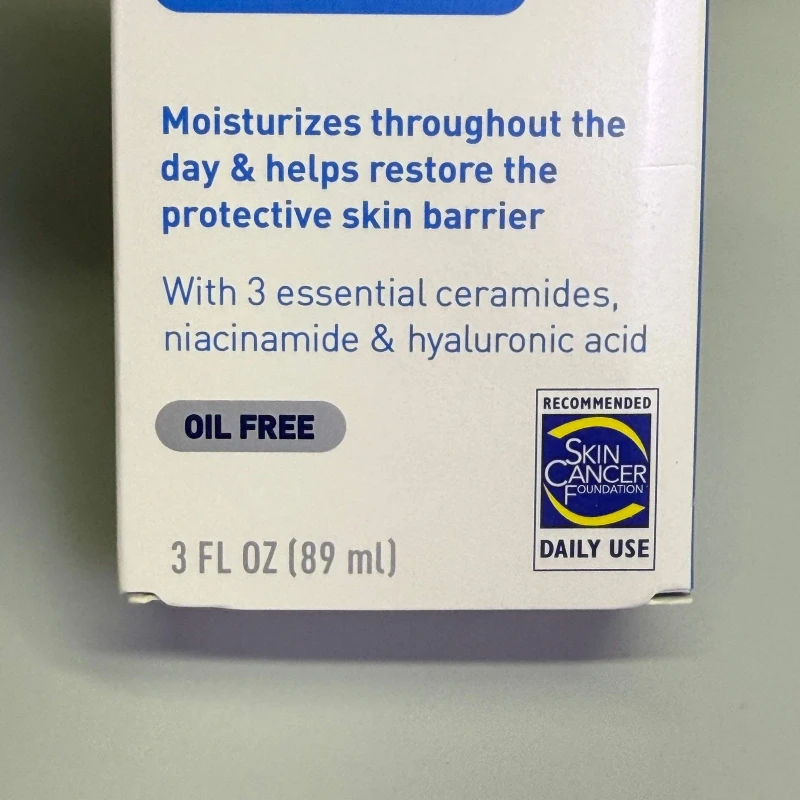 Moisturizes throughout the
day & helps restore the
protective skin barrier
With 3 essential ceramides,
niacinamide & hyaluronic acid
OIL FREE
3 FL OZ (89 ml)
RECOMMENDED
SKIN
CANCER
FOUNDATION
DAILY USE